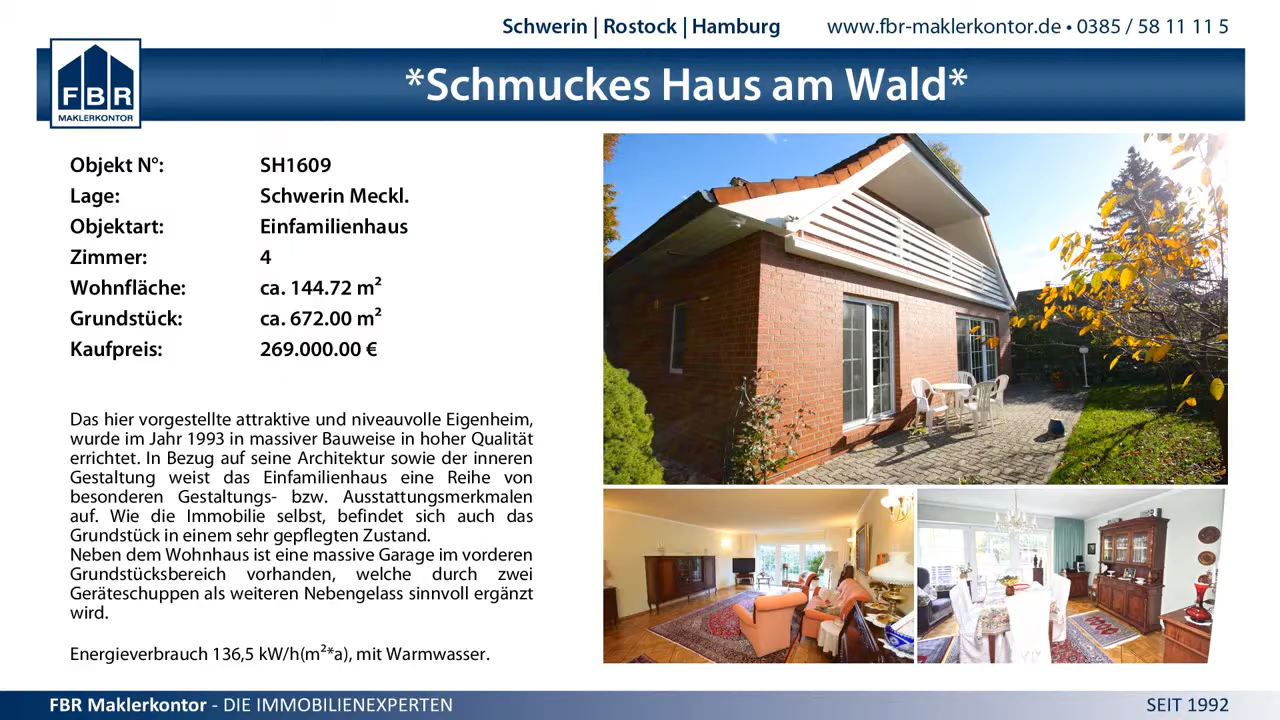 Schwerin | Rostock | Hamburg
www.fbr-maklerkontor.de • 0385 / 58 11 11 5
FBR
MAKLERKONTOR
*Schmuckes Haus am Wald*
Objekt N°: SH1609
Lage: Schwerin Meckl.
Objektart: Einfamilienhaus
Zimmer: 4
Wohnfläche: ca. 144.72 m²
Grundstück: ca. 672.00 m²
Kaufpreis: 269.000.00 €
Das hier vorgestellte attraktive und niveauvolle Eigenheim,
wurde im Jahr 1993 in massiver Bauweise in hoher Qualität
errichtet. In Bezug auf seine Architektur sowie der inneren
Gestaltung weist das Einfamilienhaus eine Reihe von
besonderen Gestaltungs- bzw. Ausstattungsmerkmalen
auf. Wie die Immobilie selbst, befindet sich auch das
Grundstück in einem sehr gepflegten Zustand.
Neben dem Wohnhaus ist eine massive Garage im vorderen
Grundstücksbereich vorhanden, welche durch zwei
Geräteschuppen als weiteren Nebengelass sinnvoll ergänzt
wird.
Energieverbrauch 136,5 kW/h(m²*a), mit Warmwasser.
FBR Maklerkontor - DIE IMMOBILIENEXPERTEN
SEIT 1992